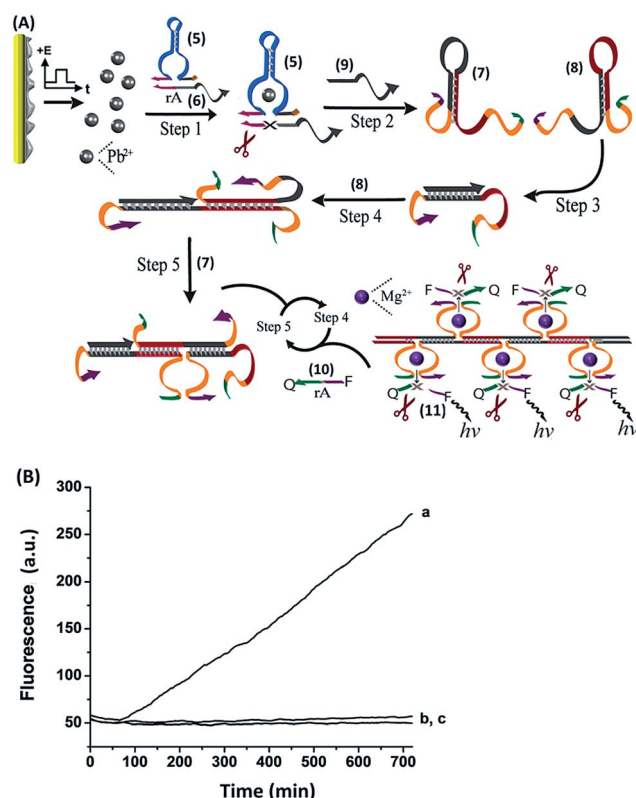 (A)
+E
t
Pb²⁺
(5)
rA (6)
Step 1
(5)
(9)
Step 2
(7)
(8)
Step 3
(8)
Step 4
Step 5 (7)
Step 5 Step 4
Mg²⁺
F Q F Q
(10)
Q F
rA
Q F Q F Q F
(11)
hν hν hν
(B)
Fluorescence (a.u.)
300
250
200
150
100
50
a
b, c
0 100 200 300 400 500 600 700
Time (min)